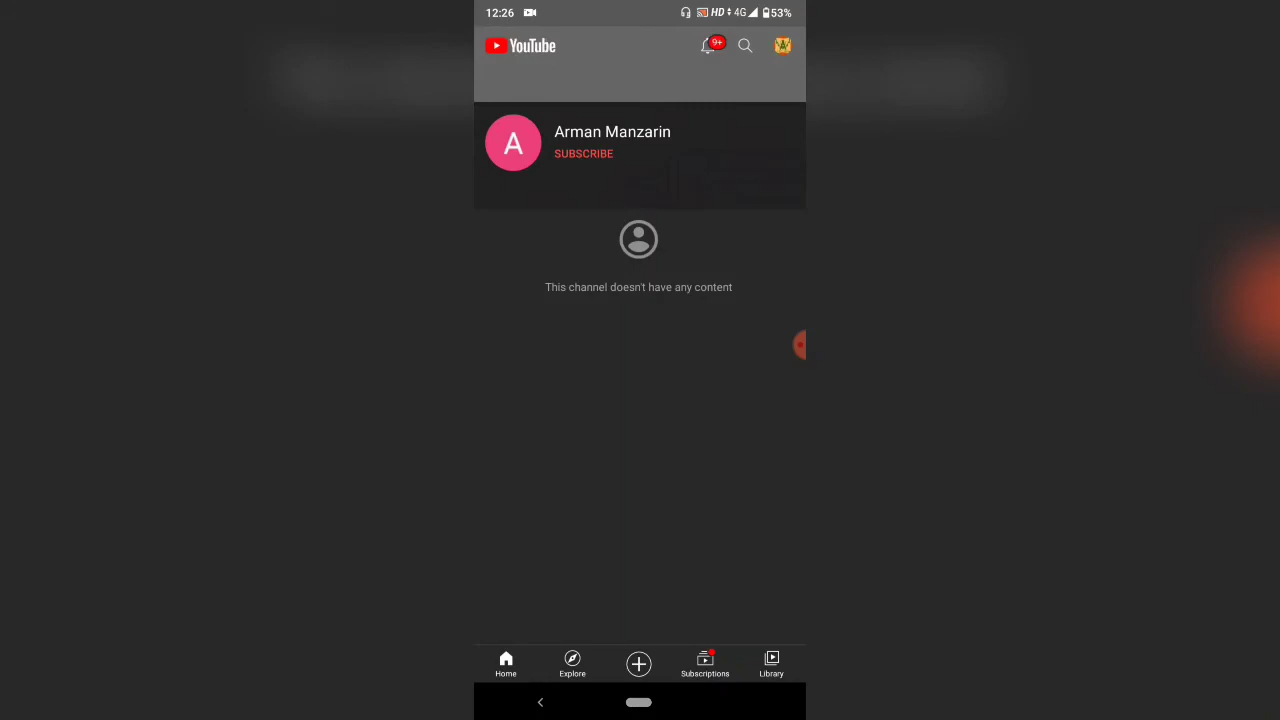 12:26 HD 4G 53%
YouTube 9+
A Arman Manzarin
SUBSCRIBE
This channel doesn't have any content
Home Explore Subscriptions Library